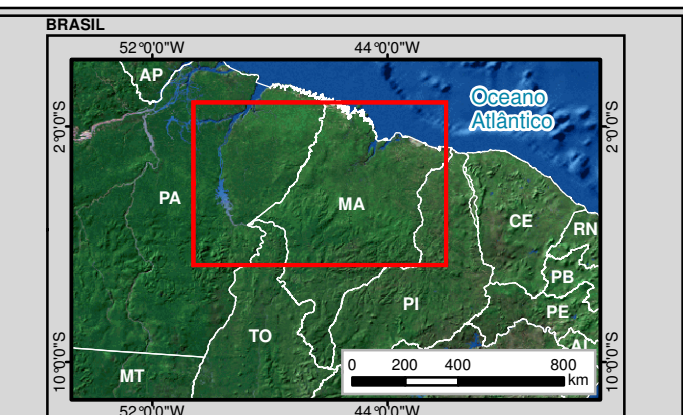 BRASIL
52°0'0"W 44°0'0"W
AP
Oceano
Atlântico
2°0'0"S 2°0'0"S
PA
MA
CE
RN
PB
PI
PE
TO
AL
10°0'0"S 10°0'0"S
MT
0 200 400 800
km
52°0'0"W 44°0'0"W